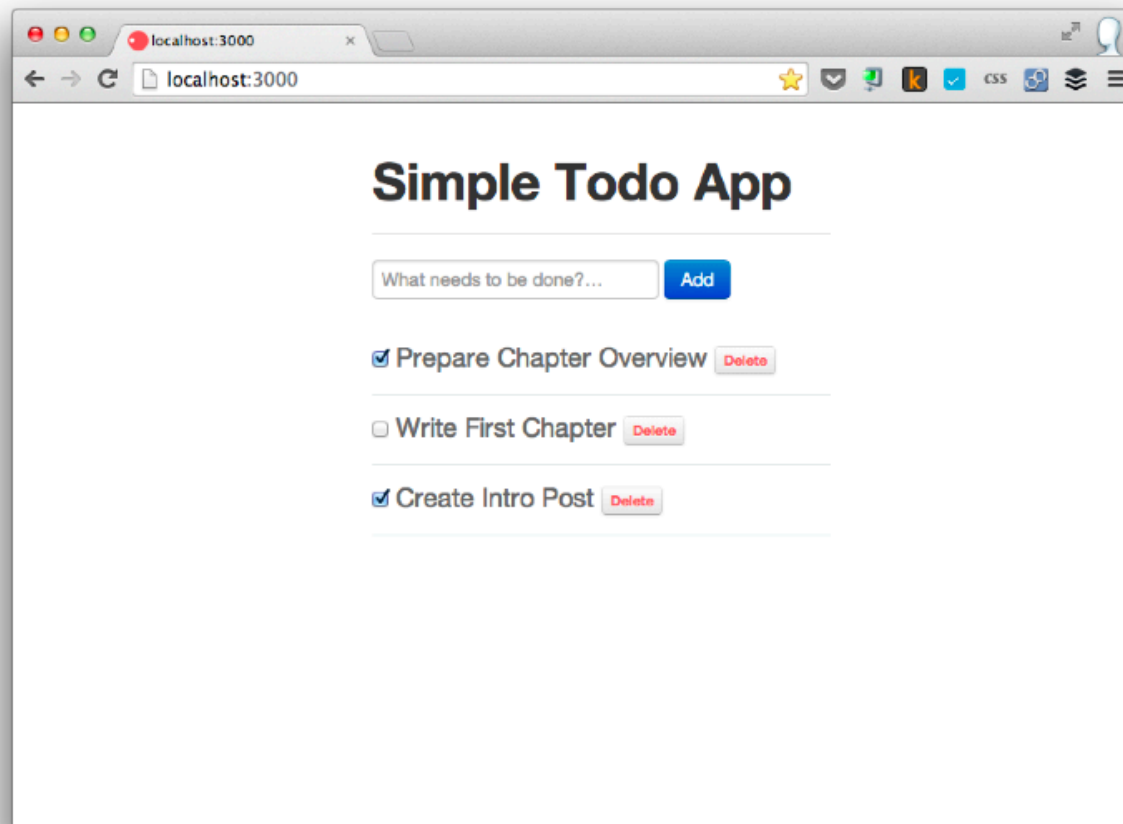 localhost:3000
localhost:3000
k
css
Simple Todo App
What needs to be done?...
Add
Prepare Chapter Overview Delete
Write First Chapter Delete
Create Intro Post Delete